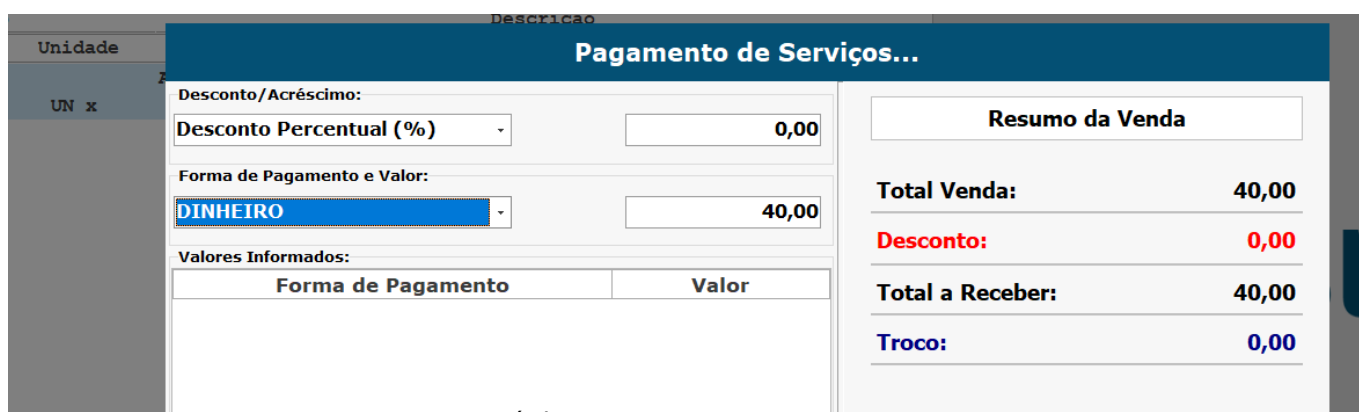 Descricao
Unidade
UN x
Pagamento de Serviços...
Desconto/Acréscimo:
Desconto Percentual (%) 0,00
Forma de Pagamento e Valor:
DINHEIRO 40,00
Valores Informados:
Forma de Pagamento Valor
Resumo da Venda
Total Venda: 40,00
Desconto: 0,00
Total a Receber: 40,00
Troco: 0,00